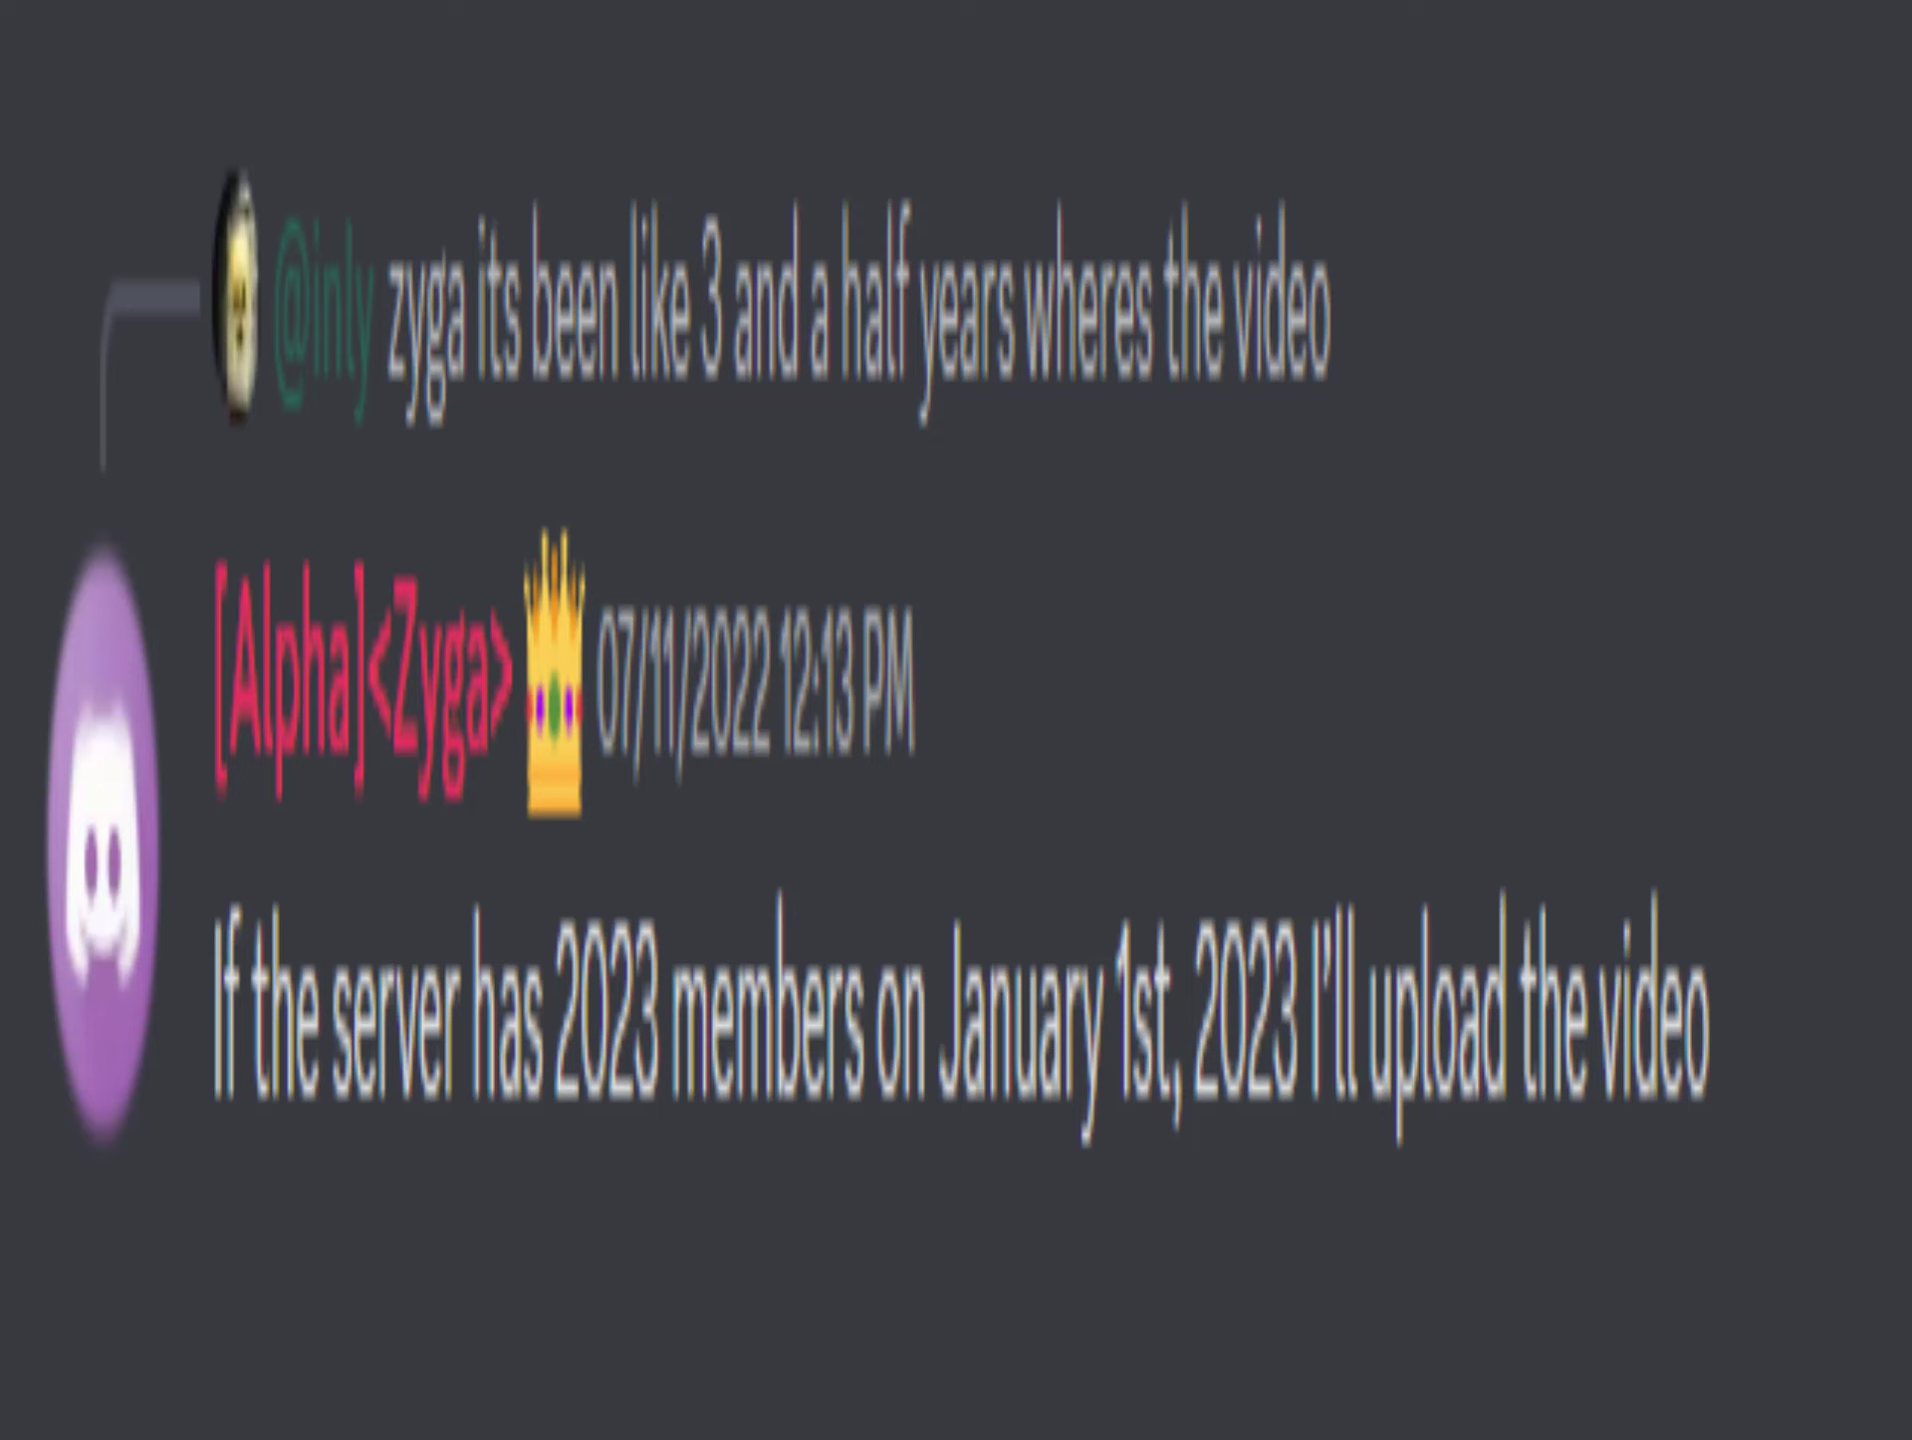 @inly zyga its been like 3 and a half years wheres the video
[Alpha]<Zyga> 07/11/2022 12:13 PM
If the server has 2023 members on January 1st, 2023 I'll upload the video